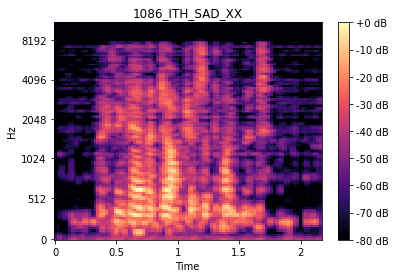 1086_ITH_SAD_XX
+0 dB
8192
-10 dB
4096
-20 dB
-30 dB
2048
Hz
-40 dB
1024
-50 dB
512
-60 dB
-70 dB
0
-80 dB
0 0.5 1 1.5 2
Time